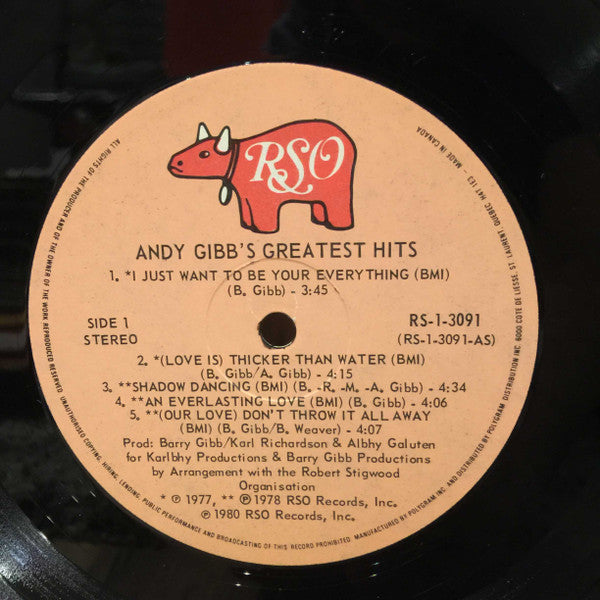 RSO
ANDY GIBB'S GREATEST HITS
1. *I JUST WANT TO BE YOUR EVERYTHING (BMI)
(B. Gibb) - 3:45
SIDE 1
STEREO
RS-1-3091
(RS-1-3091-AS)
2. *(LOVE IS) THICKER THAN WATER (BMI)
(B. Gibb/A. Gibb) - 4:15
3. **SHADOW DANCING (BMI) (B. -R. -M. -A. Gibb) - 4:34
4. **AN EVERLASTING LOVE (BMI) (B. Gibb) - 4:06
5. **(OUR LOVE) DON'T THROW IT ALL AWAY
(BMI) (B. Gibb/B. Weaver) - 4:07
Prod: Barry Gibb/Karl Richardson & Albhy Galuten
for Karlbhy Productions & Barry Gibb Productions
by Arrangement with the Robert Stigwood
Organisation
* ℗ 1977, ** ℗ 1978 RSO Records, Inc.
℗ 1980 RSO Records, Inc.
ALL RIGHTS OF THE PRODUCER AND OF THE OWNER OF THE WORK REPRODUCED RESERVED. UNAUTHORISED COPYING, HIRING, LENDING, PUBLIC PERFORMANCE AND BROADCASTING OF THIS RECORD PROHIBITED. MANUFACTURED BY POLYGRAM INC. AND DISTRIBUTED BY POLYGRAM DISTRIBUTION INC. 6000 COTE DE LIESSE, ST. LAURENT, QUEBEC H4T 1E3 - MADE IN CANADA